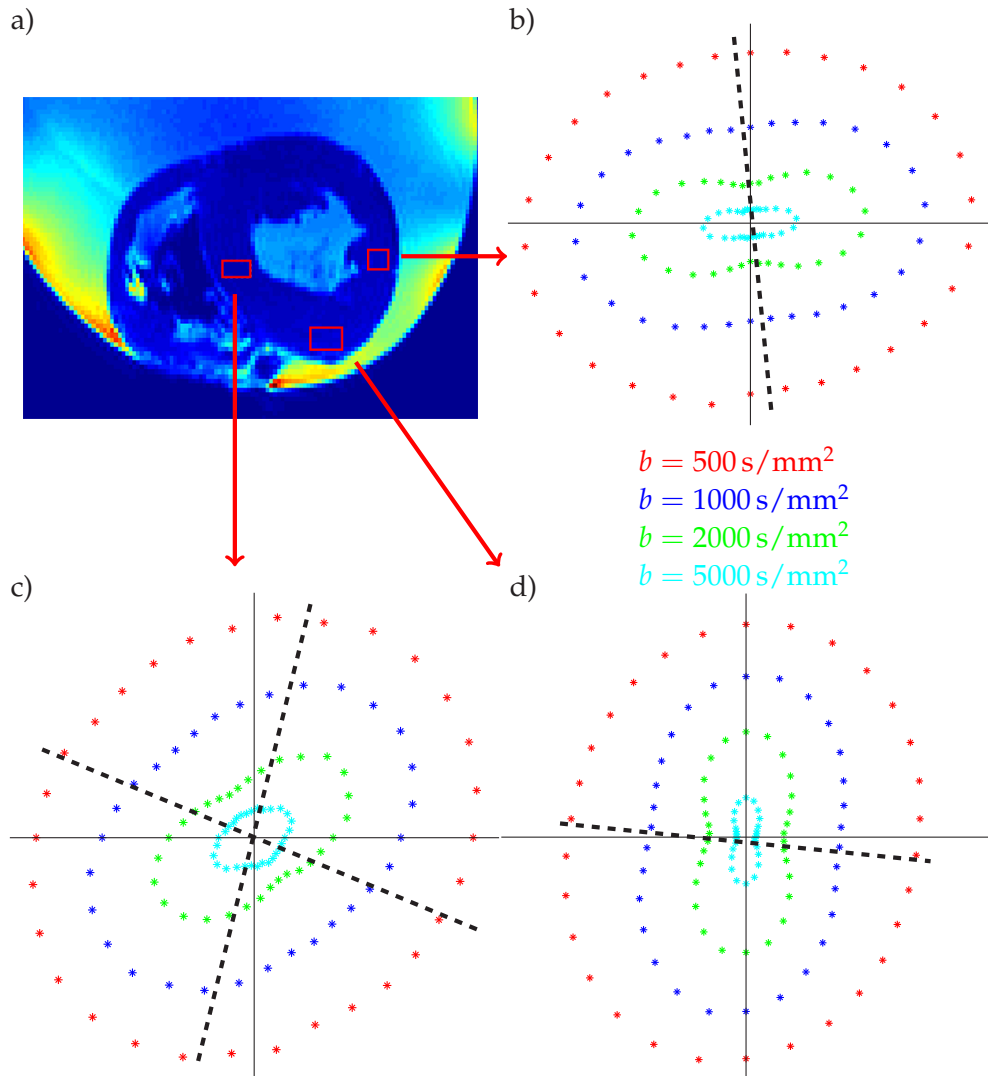 a)
b)
b = 500 s/mm²
b = 1000 s/mm²
b = 2000 s/mm²
b = 5000 s/mm²
c)
d)